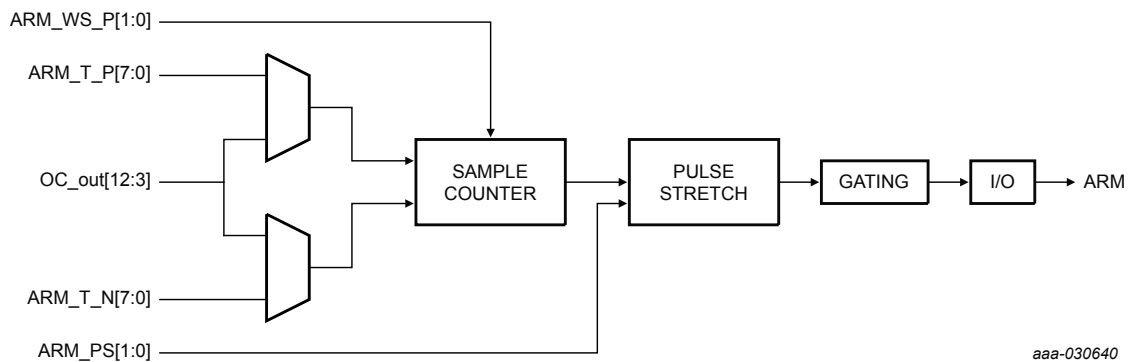 ARM_WS_P[1:0]
ARM_T_P[7:0]
OC_out[12:3]
ARM_T_N[7:0]
ARM_PS[1:0]
SAMPLE
COUNTER
PULSE
STRETCH
GATING
I/O
ARM
aaa-030640